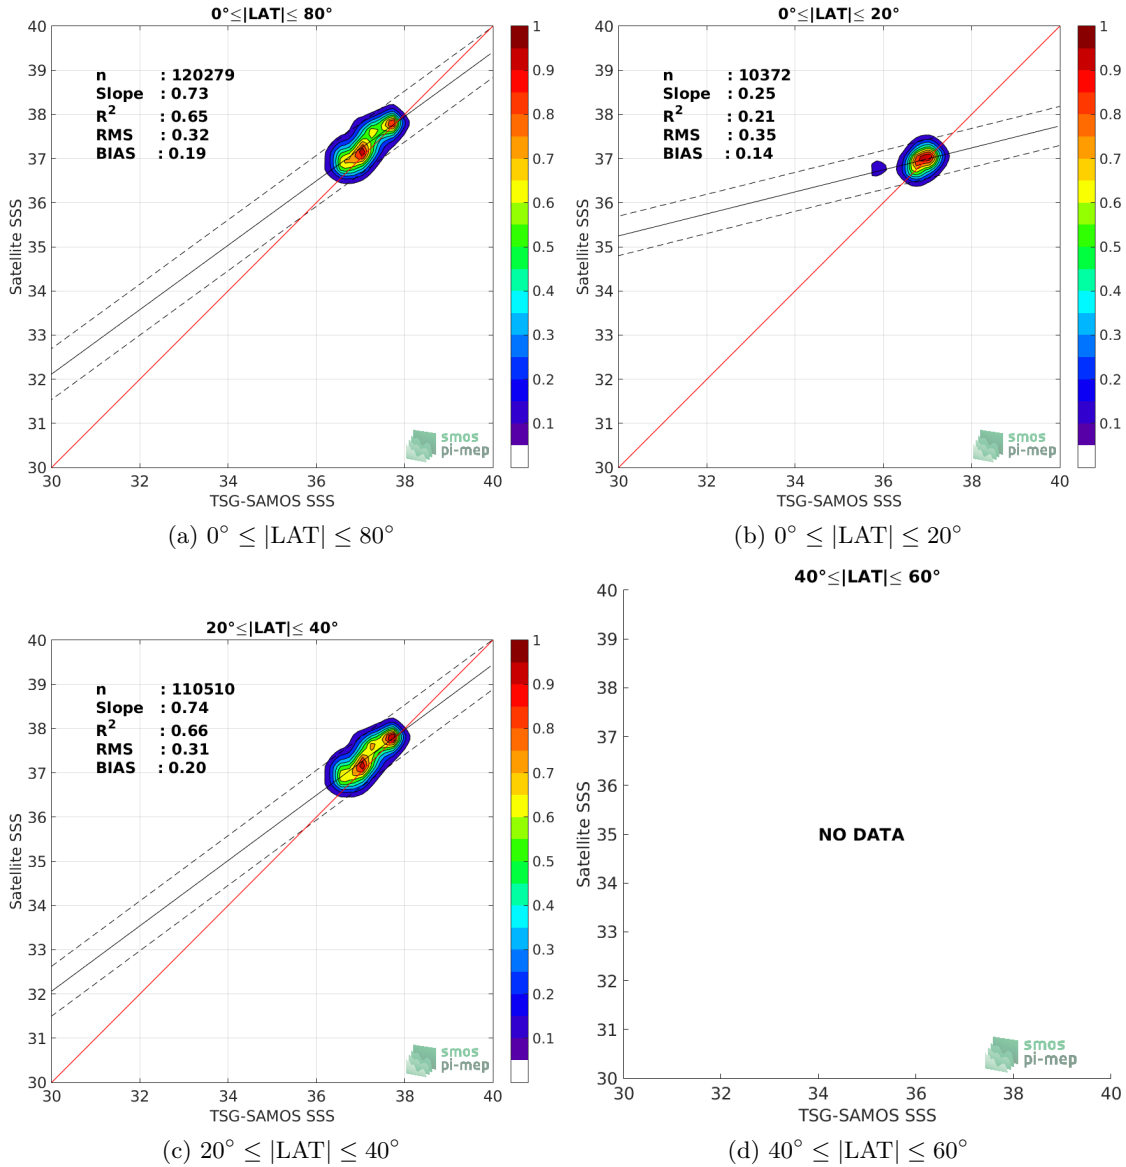 0°≤|LAT|≤ 80°
n : 120279
Slope : 0.73
R2 : 0.65
RMS : 0.32
BIAS : 0.19
40
39
38
37
36
35
34
33
32
31
30
Satellite SSS
30 32 34 36 38 40
TSG-SAMOS SSS
smos
pi-mep
1
0.9
0.8
0.7
0.6
0.5
0.4
0.3
0.2
0.1
(a) 0° ≤ |LAT| ≤ 80°
0°≤|LAT|≤ 20°
n : 10372
Slope : 0.25
R2 : 0.21
RMS : 0.35
BIAS : 0.14
40
39
38
37
36
35
34
33
32
31
30
Satellite SSS
30 32 34 36 38 40
TSG-SAMOS SSS
smos
pi-mep
1
0.9
0.8
0.7
0.6
0.5
0.4
0.3
0.2
0.1
(b) 0° ≤ |LAT| ≤ 20°
20°≤|LAT|≤ 40°
n : 110510
Slope : 0.74
R2 : 0.66
RMS : 0.31
BIAS : 0.20
40
39
38
37
36
35
34
33
32
31
30
Satellite SSS
30 32 34 36 38 40
TSG-SAMOS SSS
smos
pi-mep
1
0.9
0.8
0.7
0.6
0.5
0.4
0.3
0.2
0.1
(c) 20° ≤ |LAT| ≤ 40°
40°≤|LAT|≤ 60°
40
39
38
37
36
35
34
33
32
31
30
Satellite SSS
NO DATA
30 32 34 36 38 40
TSG-SAMOS SSS
smos
pi-mep
(d) 40° ≤ |LAT| ≤ 60°